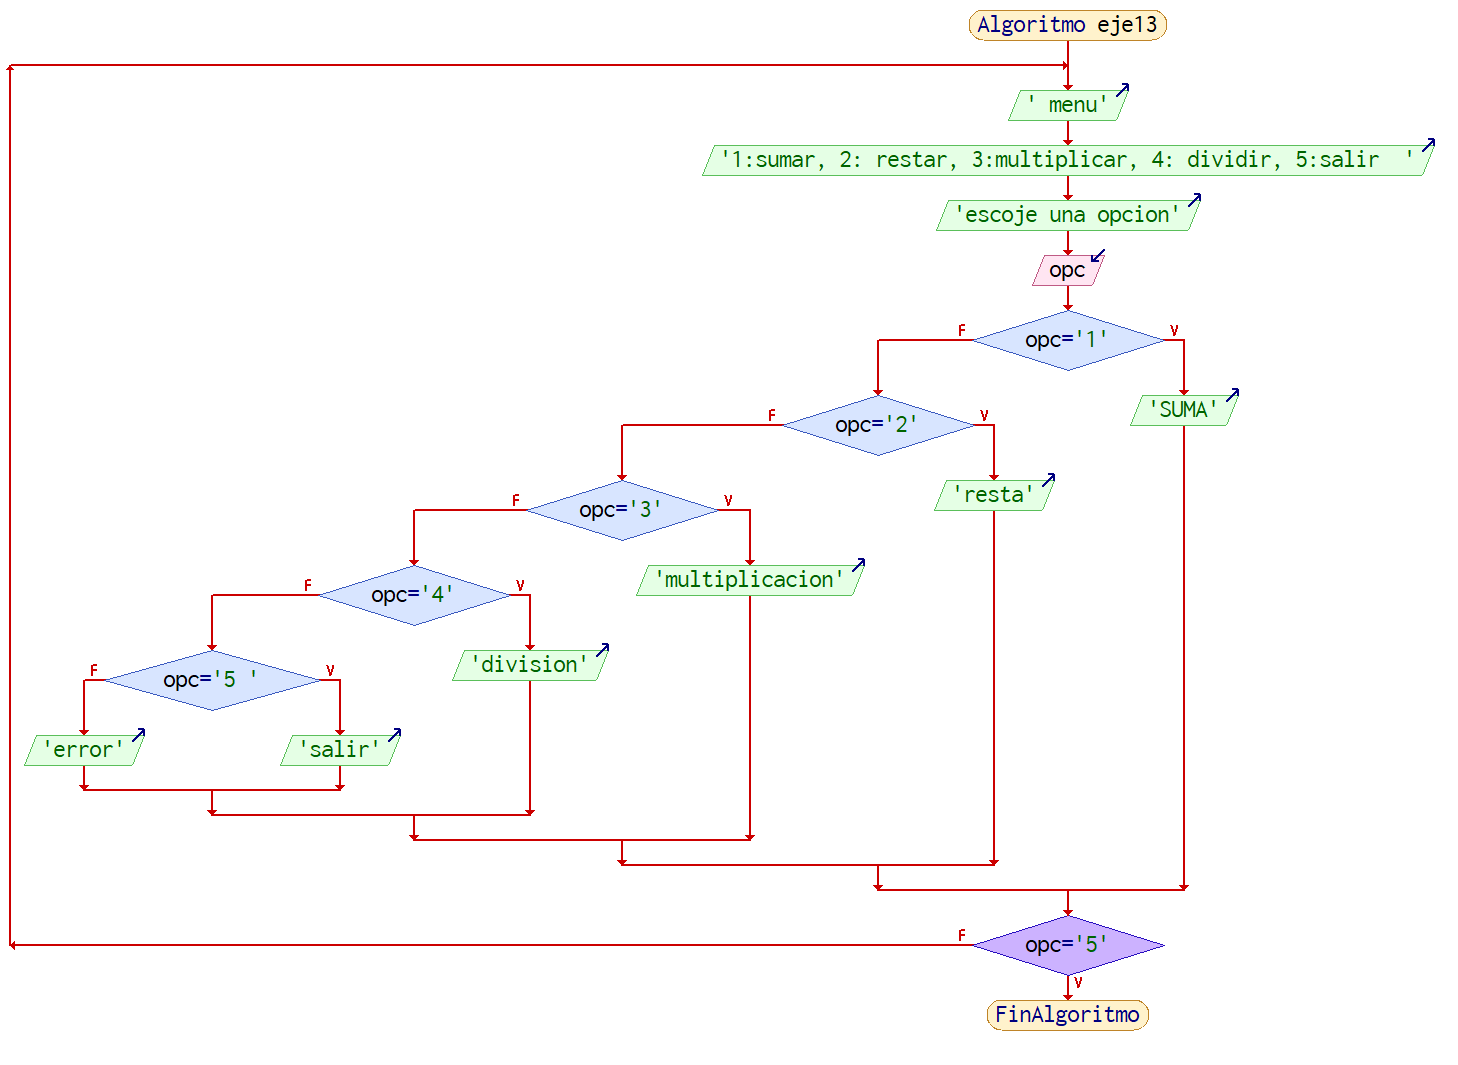 Algoritmo eje13
' menu'
'1:sumar, 2: restar, 3:multiplicar, 4: dividir, 5:salir  '
'escoje una opcion'
opc
opc='1'
F
V
'SUMA'
opc='2'
F
V
'resta'
opc='3'
F
V
'multiplicacion'
opc='4'
F
V
'division'
opc='5 '
F
V
'error'
'salir'
opc='5'
F
V
FinAlgoritmo